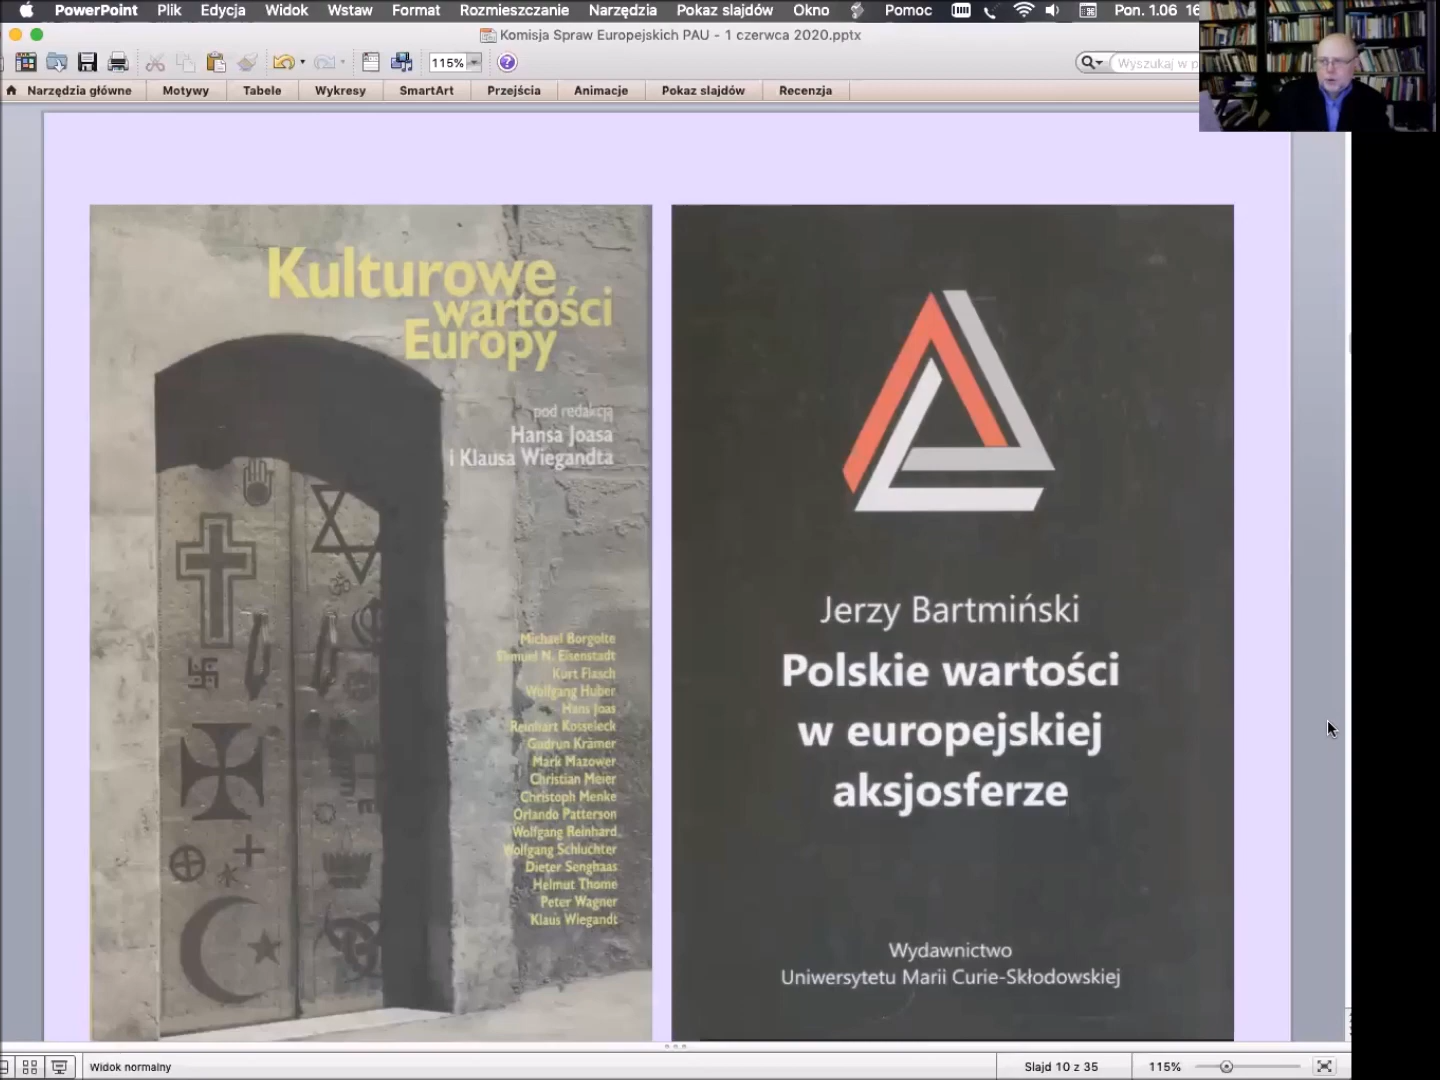 PowerPoint Plik Edycja Widok Wstaw Format Rozmieszczanie Narzędzia Pokaz slajdów Okno Pomoc Pon. 1.06 16
Komisja Spraw Europejskich PAU - 1 czerwca 2020.pptx
115% Wyszukaj w p
Narzędzia główne Motywy Tabele Wykresy SmartArt Przejścia Animacje Pokaz slajdów Recenzja
Kulturowe
wartości
Europy
pod redakcją
Hansa Joasa
i Klausa Wiegandta
Michael Borgolte
N. Eisenstadt
Kurt Flasch
Wolfgang Huber
Hans Joas
Reinhart Kosseleck
Gudrun Krämer
Mark Mazower
Christian Meier
Christoph Menke
Orlando Patterson
Wolfgang Reinhard
Wolfgang Schluchter
Dieter Senghaas
Helmut Thome
Peter Wagner
Klaus Wiegandt
Jerzy Bartmiński
Polskie wartości
w europejskiej
aksjosferze
Wydawnictwo
Uniwersytetu Marii Curie-Skłodowskiej
Widok normalny Slajd 10 z 35 115%